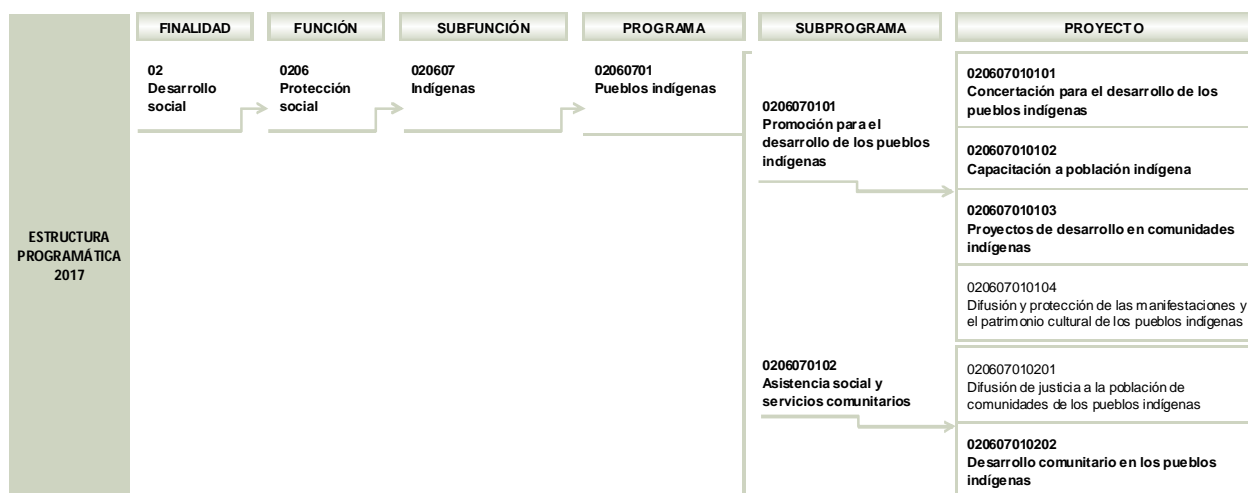 FINALIDAD
FUNCIÓN
SUBFUNCIÓN
PROGRAMA
SUBPROGRAMA
PROYECTO
ESTRUCTURA
PROGRAMÁTICA
2017
02
Desarrollo
social
0206
Protección
social
020607
Indígenas
02060701
Pueblos indígenas
0206070101
Promoción para el
desarrollo de los pueblos
indígenas
020607010101
Concertación para el desarrollo de los
pueblos indígenas
020607010102
Capacitación a población indígena
020607010103
Proyectos de desarrollo en comunidades
indígenas
020607010104
Difusión y protección de las manifestaciones y
el patrimonio cultural de los pueblos indígenas
0206070102
Asistencia social y
servicios comunitarios
020607010201
Difusión de justicia a la población de
comunidades de los pueblos indígenas
020607010202
Desarrollo comunitario en los pueblos
indígenas